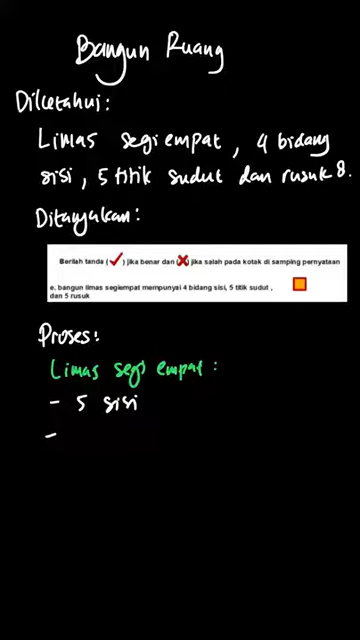 Bangun Ruang
Diketahui:
Limas segi empat, 4 bidang
sisi, 5 titik sudut dan rusuk 8.
Ditanyakan:
Berilah tanda (✓) jika benar dan (✗) jika salah pada kotak di samping pernyataan
e. bangun limas segiempat mempunyai 4 bidang sisi, 5 titik sudut ,
dan 5 rusuk
Proses:
Limas segi empat :
- 5 sisi
-